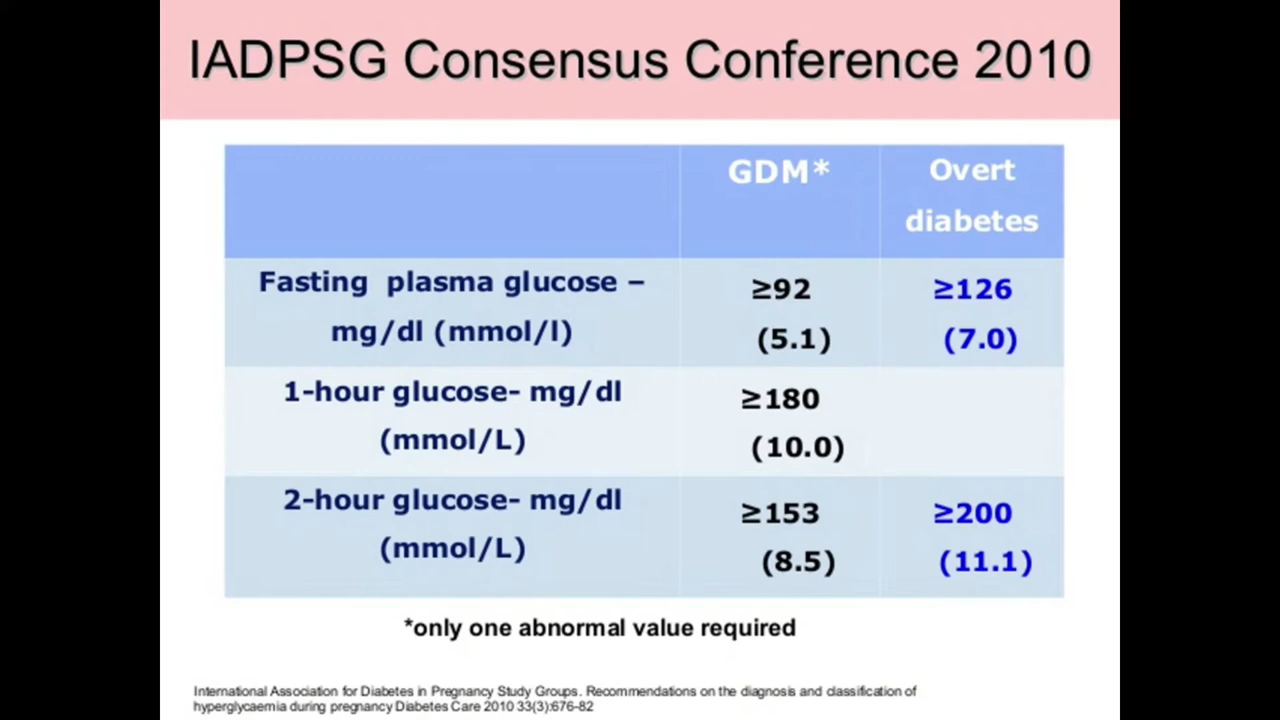 IADPSG Consensus Conference 2010
GDM*
Overt
diabetes
Fasting plasma glucose –
mg/dl (mmol/l)
≥92
(5.1)
≥126
(7.0)
1-hour glucose- mg/dl
(mmol/L)
≥180
(10.0)
2-hour glucose- mg/dl
(mmol/L)
≥153
(8.5)
≥200
(11.1)
*only one abnormal value required
International Association for Diabetes in Pregnancy Study Groups. Recommendations on the diagnosis and classification of
hyperglycaemia during pregnancy Diabetes Care 2010 33(3):676-82